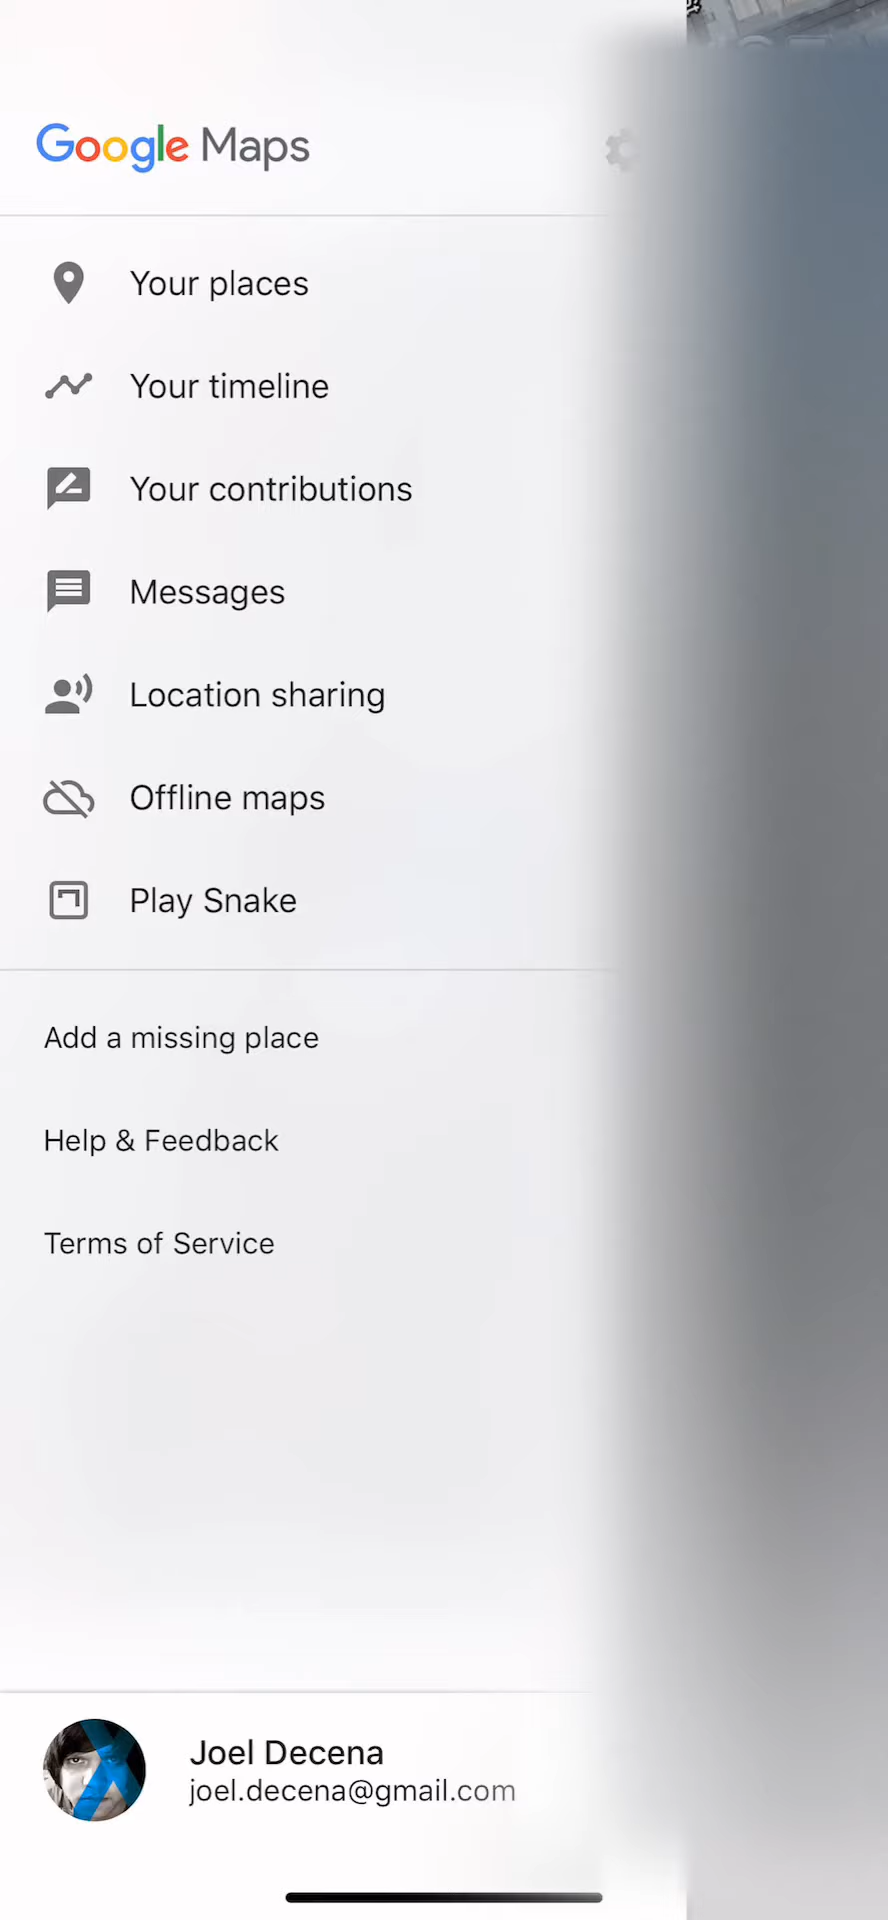 Google Maps
Your places
Your timeline
Your contributions
Messages
Location sharing
Offline maps
Play Snake
Add a missing place
Help & Feedback
Terms of Service
Joel Decena
joel.decena@gmail.com